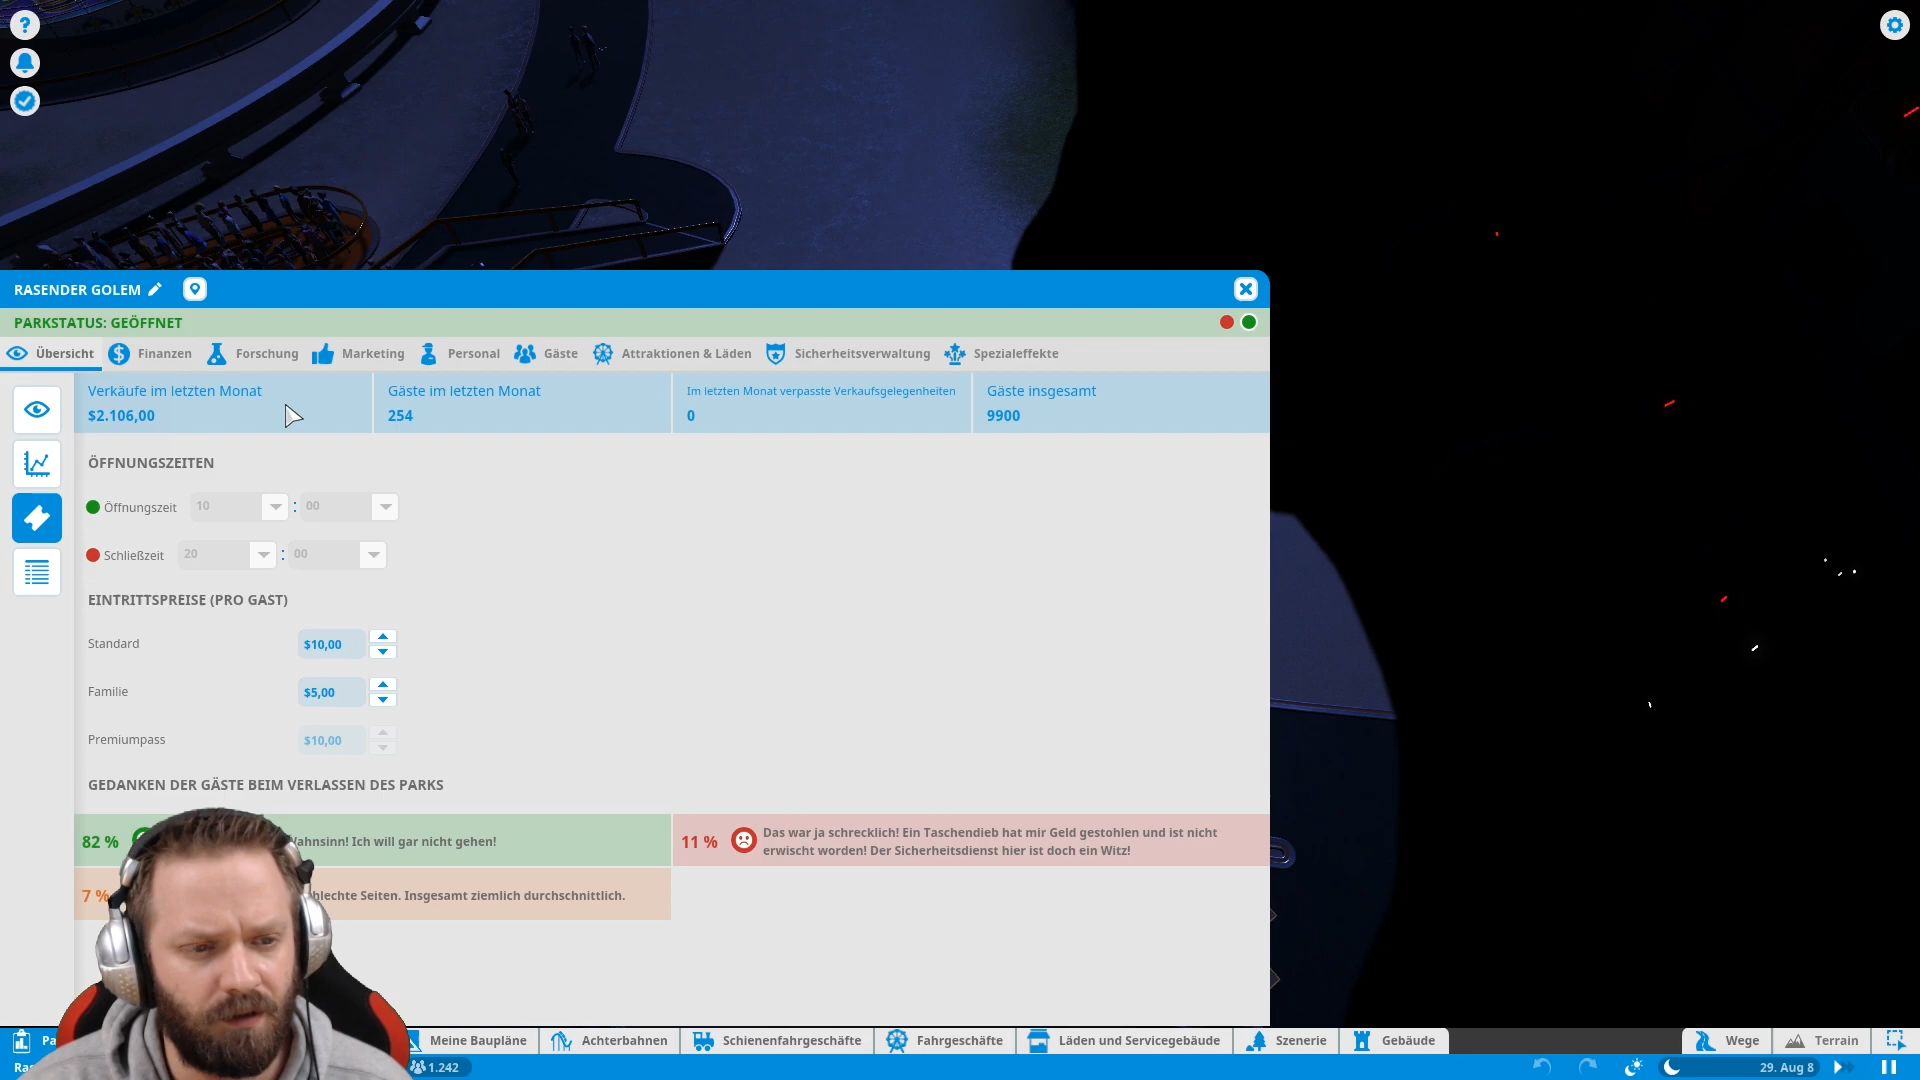 RASENDER GOLEM
PARKSTATUS: GEÖFFNET
Übersicht Finanzen Forschung Marketing Personal Gäste Attraktionen & Läden Sicherheitsverwaltung Spezialeffekte
Verkäufe im letzten Monat
$2.106,00
Gäste im letzten Monat
254
Im letzten Monat verpasste Verkaufsgelegenheiten
0
Gäste insgesamt
9900
ÖFFNUNGSZEITEN
Öffnungszeit 10 : 00
Schließzeit 20 : 00
EINTRITTSPREISE (PRO GAST)
Standard $10,00
Familie $5,00
Premiumpass $10,00
GEDANKEN DER GÄSTE BEIM VERLASSEN DES PARKS
82 % Ich will gar nicht gehen!
11 % Das war ja schrecklich! Ein Taschendieb hat mir Geld gestohlen und ist nicht
erwischt worden! Der Sicherheitsdienst hier ist doch ein Witz!
7 % Seiten. Insgesamt ziemlich durchschnittlich.
Meine Baupläne Achterbahnen Schienenfahrgeschäfte Fahrgeschäfte Läden und Servicegebäude Szenerie Gebäude Wege Terrain
1.242 29. Aug 8